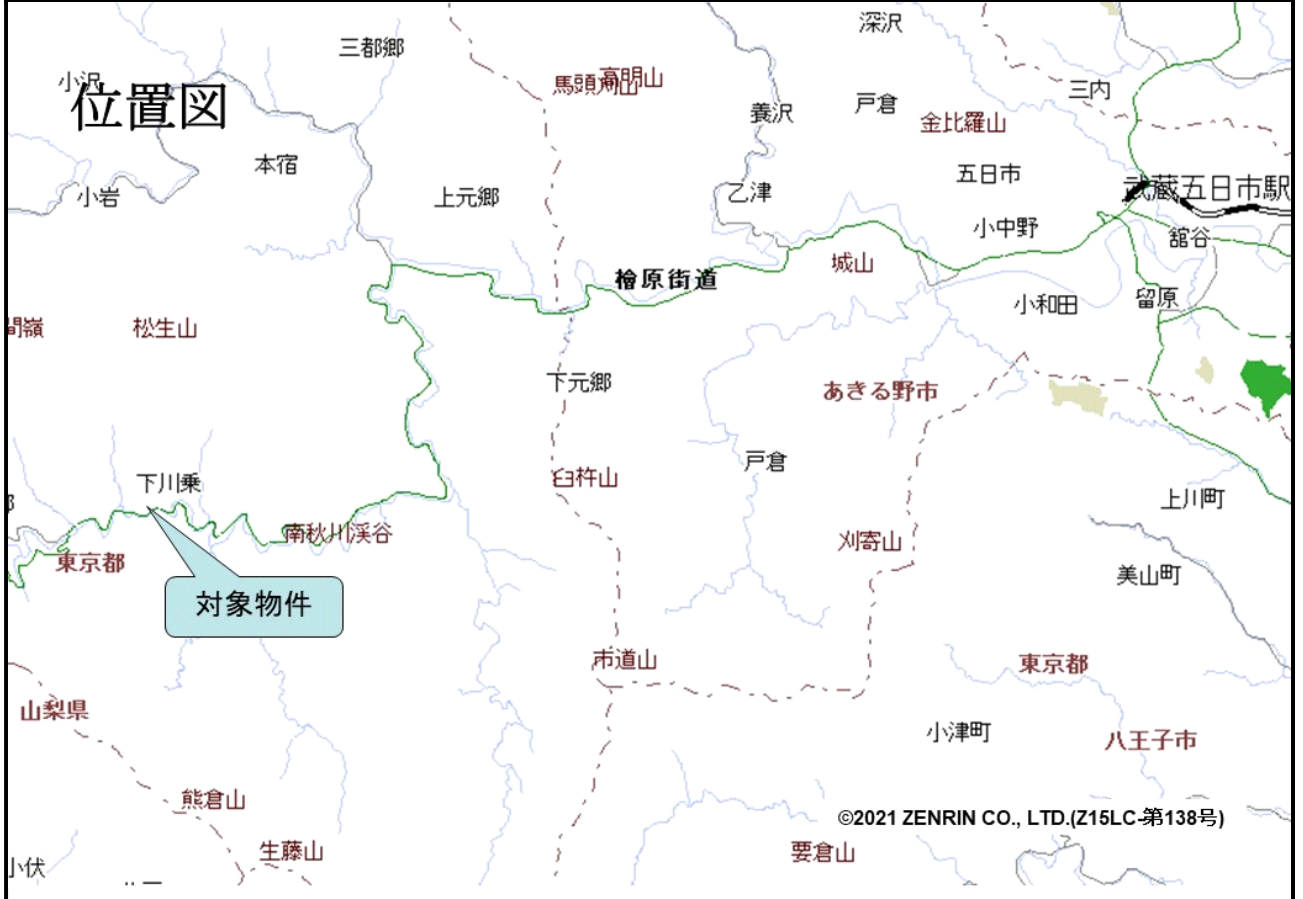 深沢
三都郷
小沢
馬頭刈山
高明山
三内
位置図
養沢
戸倉
金比羅山
本宿
五日市
小岩
上元郷
乙津
武蔵五日市駅
小中野
舘谷
城山
檜原街道
小和田
留原
間嶺
松生山
下元郷
あきる野市
戸倉
臼杵山
下川乗
上川町
南秋川渓谷
刈寄山
東京都
美山町
対象物件
市道山
東京都
山梨県
小津町
八王子市
熊倉山
©2021 ZENRIN CO., LTD.(Z15LC-第138号)
生藤山
要倉山
小伏